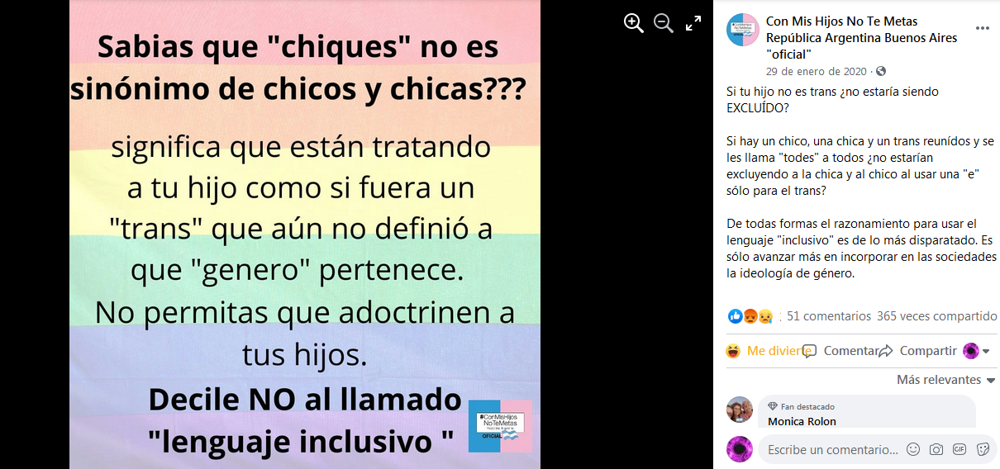 Sabias que "chiques" no es
sinónimo de chicos y chicas???
significa que están tratando
a tu hijo como si fuera un
"trans" que aún no definió a
que "genero" pertenece.
No permitas que adoctrinen a
tus hijos.
Decile NO al llamado
"lenguaje inclusivo "
#ConMisHijos
NoTeMetas
OFICIAL
Con Mis Hijos No Te Metas
República Argentina Buenos Aires
"oficial"
29 de enero de 2020 ·
Si tu hijo no es trans ¿no estaría siendo
EXCLUÍDO?
Si hay un chico, una chica y un trans reunídos y se
les llama "todes" a todos ¿no estarían
excluyendo a la chica y al chico al usar una "e"
sólo para el trans?
De todas formas el razonamiento para usar el
lenguaje "inclusivo" es de lo más disparatado. Es
sólo avanzar más en incorporar en las sociedades
la ideología de género.
51 comentarios 365 veces compartido
Me divierte Comentar Compartir
Más relevantes
Fan destacado
Monica Rolon
Escribe un comentario...
GIF